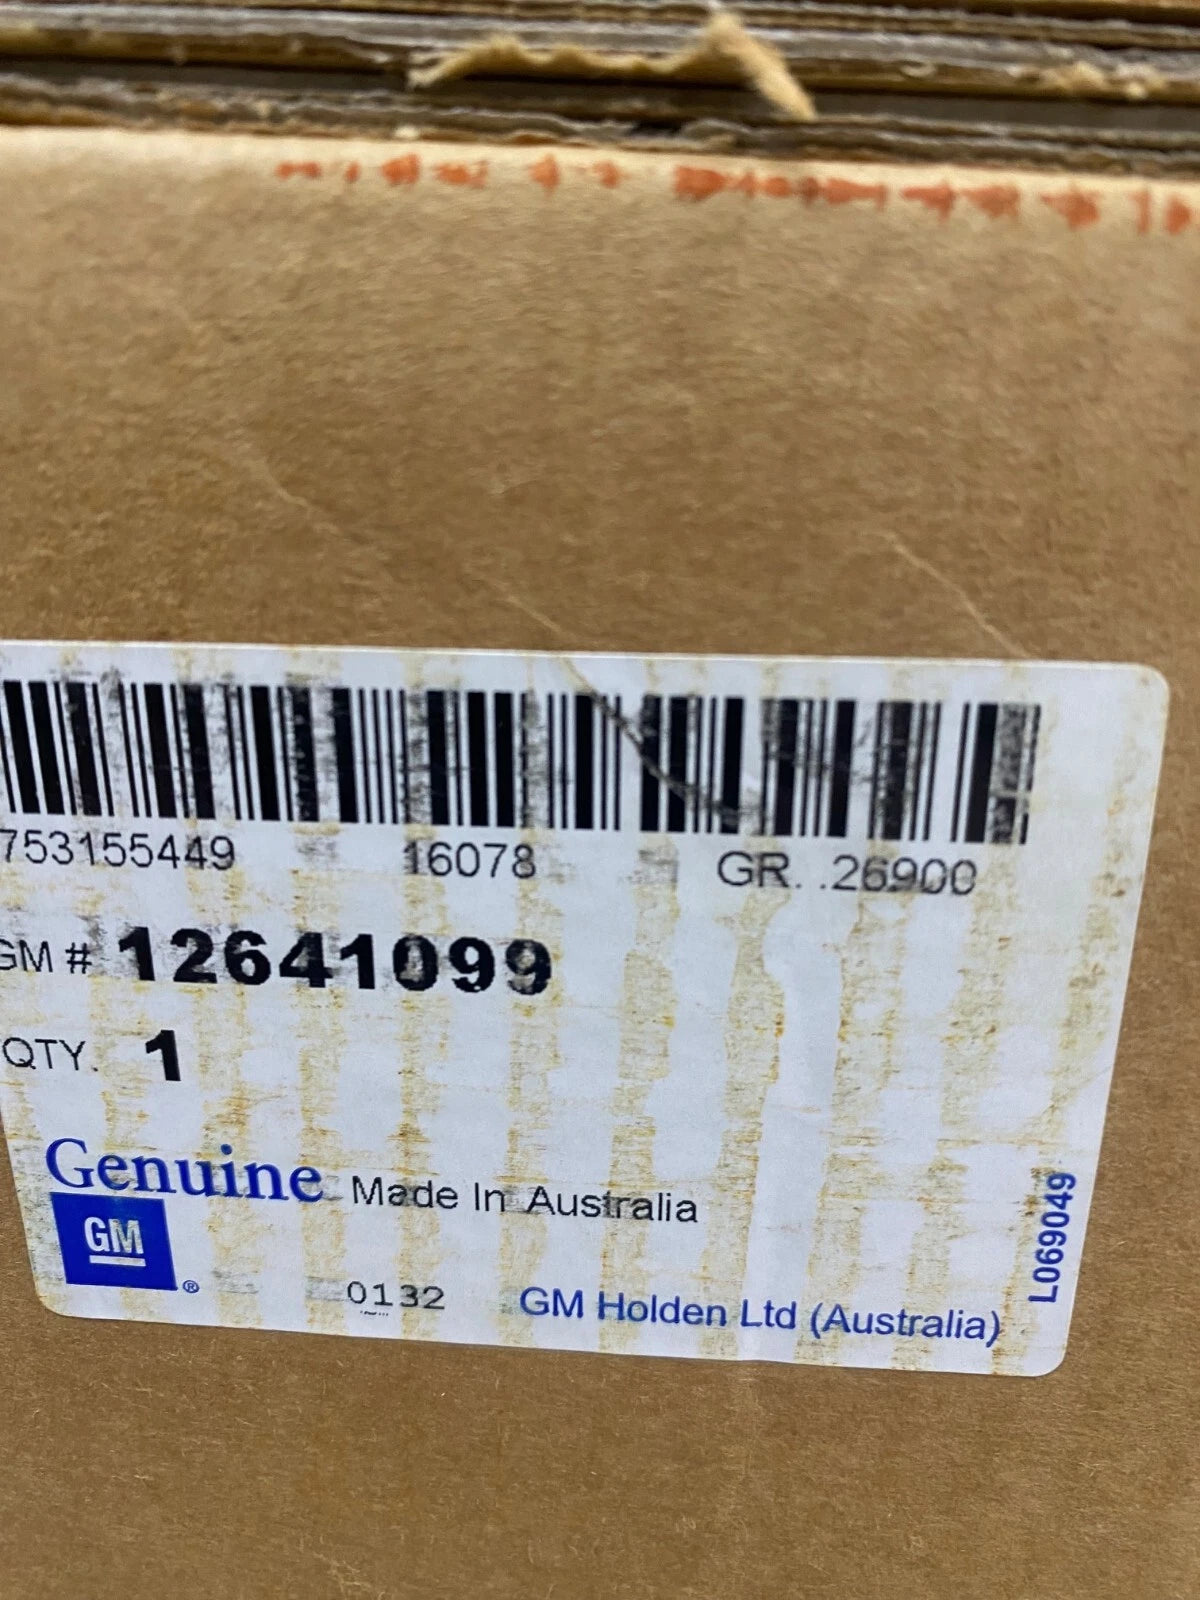 753155449 16078 GR. .26900
GM # 12641099
QTY. 1
Genuine Made In Australia
GM ®
0132 GM Holden Ltd (Australia)
L069049